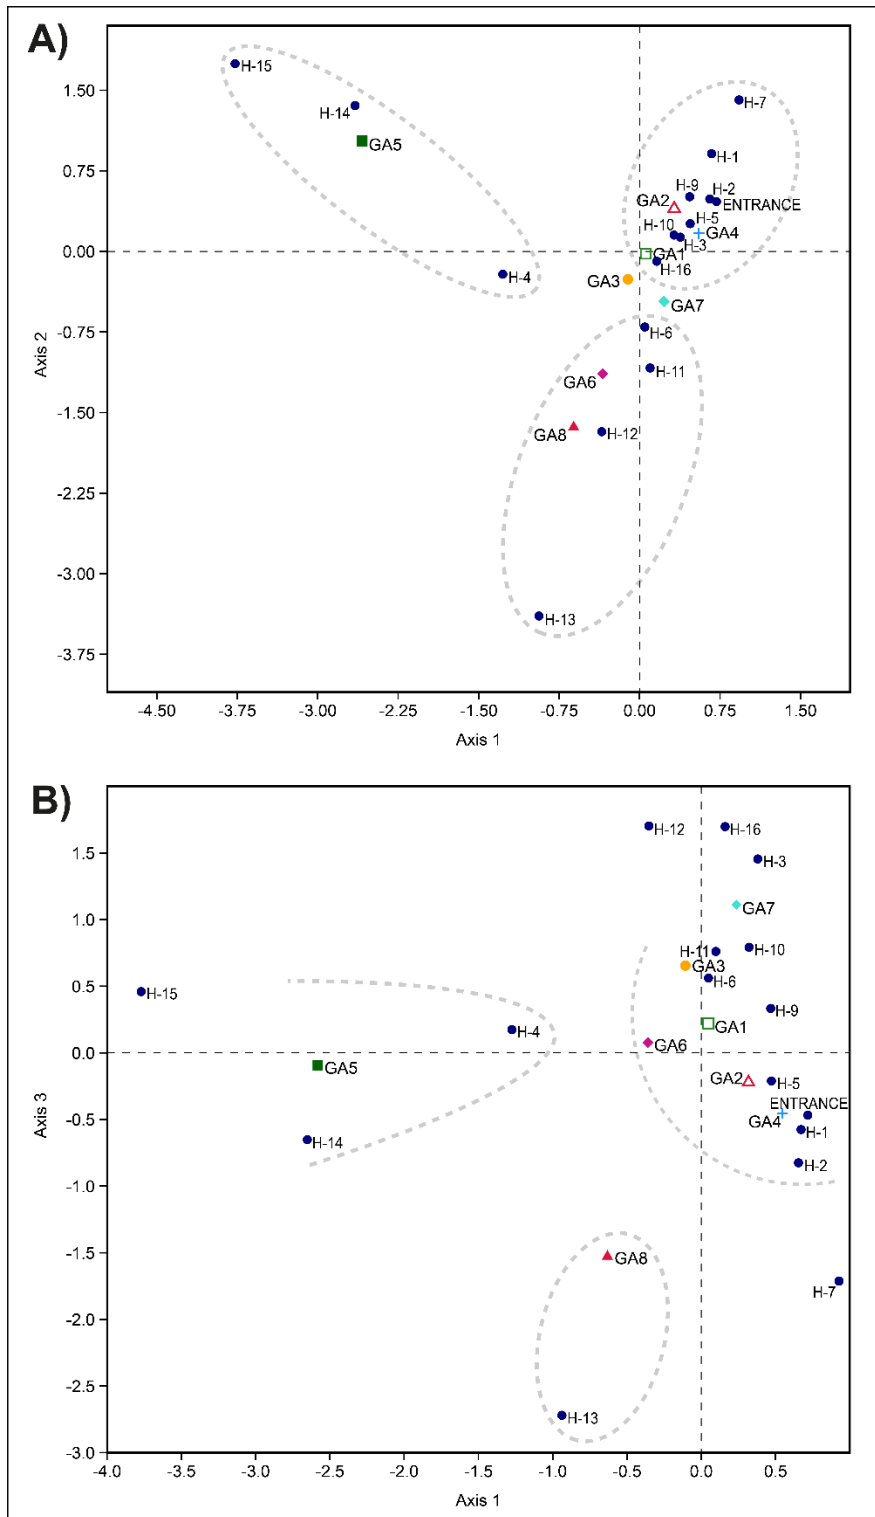 A)
H-15
1.50
H-14
H-7
GA5
H-1
0.75
H-9
H-2
GA2
ENTRANCE
H-10
H-5
GA4
H-3
0.00
GA1
H-16
H-4
GA3
GA7
-0.75
H-6
Axis 2
GA6
H-11
-1.50
GA8
H-12
-2.25
-3.00
H-13
-3.75
-4.50 -3.75 -3.00 -2.25 -1.50 -0.75 0.00 0.75 1.50
Axis 1
B)
H-12
H-16
1.5
H-3
GA7
1.0
H-11
H-10
GA3
0.5
H-6
H-15
H-9
H-4
GA1
0.0
GA6
GA5
GA2
H-5
Axis 3
-0.5
ENTRANCE
GA4
H-1
H-14
H-2
-1.0
-1.5
GA8
H-7
-2.0
-2.5
H-13
-3.0
-4.0 -3.5 -3.0 -2.5 -2.0 -1.5 -1.0 -0.5 0.0 0.5
Axis 1